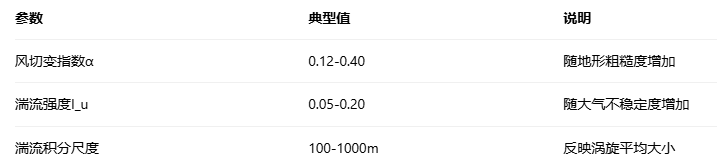 参数 典型值 说明
风切变指数α 0.12-0.40 随地形粗糙度增加
湍流强度I_u 0.05-0.20 随大气不稳定度增加
湍流积分尺度 100-1000m 反映涡旋平均大小